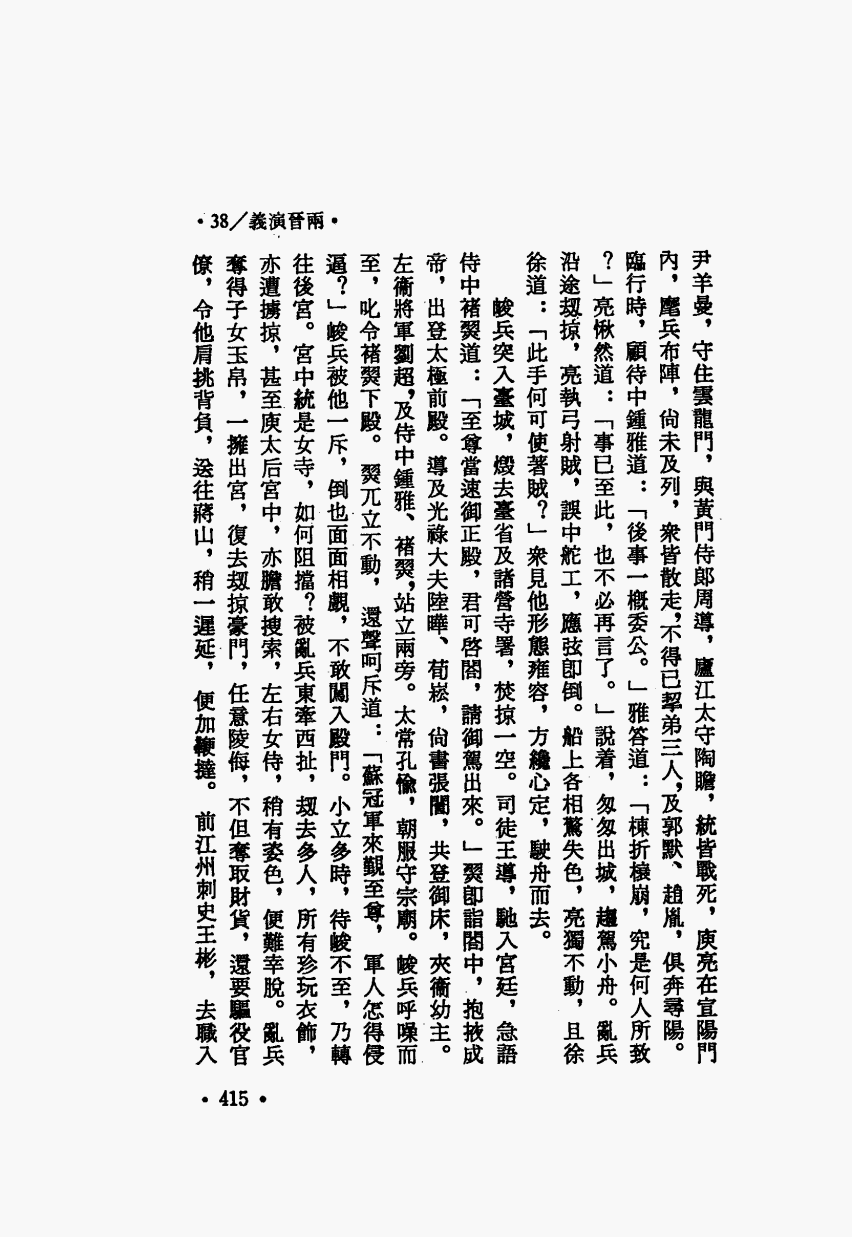 •38／義演晉兩•
尹羊曼，守住雲龍門，與黃門侍郎周導，廬江太守陶瞻，統皆戰死，庾亮在宣陽門
內，麾兵布陣，尙未及列，衆皆散走，不得已挈弟三人，及郭默、趙胤，俱奔尋陽。
臨行時，顧待中鍾雅道：「後事一概委公。」雅答道：「棟折榱崩，究是何人所致
？」亮愀然道：「事已至此，也不必再言了。」說着，匆匆出城，趨駕小舟。亂兵
沿途刼掠，亮執弓射賊，誤中舵工，應弦卽倒。船上各相驚失色，亮獨不動，且徐
徐道：「此手何可使著賊？」衆見他形態雍容，方纔心定，駛舟而去。
峻兵突入臺城，燬去臺省及諸營寺署，焚掠一空。司徒王導，馳入宮廷，急語
侍中褚翜道：「至尊當速御正殿，君可啓閤，請御駕出來。」翜卽詣閤中，抱掖成
帝，出登太極前殿。導及光祿大夫陸曄、荀崧，尙書張闓，共登御床，夾衞幼主。
左衞將軍劉超，及侍中鍾雅、褚翜，站立兩旁。太常孔愉，朝服守宗廟。峻兵呼噪而
至，叱令褚翜下殿。翜兀立不動，還聲呵斥道：「蘇冠軍來覲至尊，軍人怎得侵
逼？」峻兵被他一斥，倒也面面相覷，不敢闖入殿門。小立多時，待峻不至，乃轉
往後宮。宮中統是女寺，如何阻擋？被亂兵東牽西扯，刼去多人，所有珍玩衣飾，
亦遭擄掠，甚至庾太后宮中，亦膽敢搜索，左右女侍，稍有姿色，便難幸脫。亂兵
奪得子女玉帛，一擁出宮，復去刼掠豪門，任意陵侮，不但奪取財貨，還要驅役官
僚，令他肩挑背負，送往蔣山，稍一遲延，便加鞭撻。前江州刺史王彬，去職入
•415•